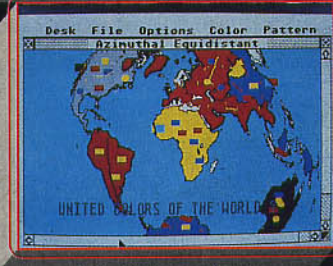 Desk File Options Color Pattern
Azimuthal Equidistant
UNITED COLORS OF THE WORLD